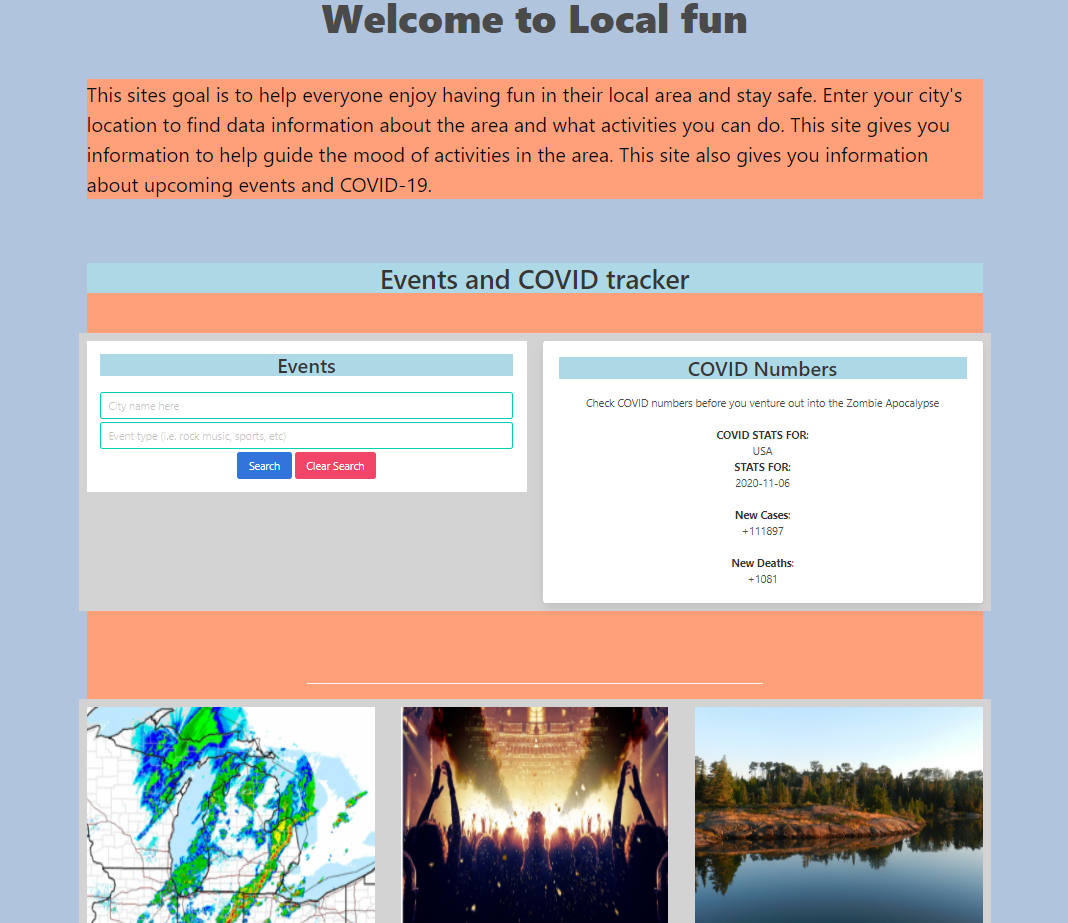 Welcome to Local fun
This sites goal is to help everyone enjoy having fun in their local area and stay safe. Enter your city's
location to find data information about the area and what activities you can do. This site gives you
information to help guide the mood of activities in the area. This site also gives you information
about upcoming events and COVID-19.
Events and COVID tracker
Events
City name here
Event type (i.e. rock music, sports, etc)
Search Clear Search
COVID Numbers
Check COVID numbers before you venture out into the Zombie Apocalypse
COVID STATS FOR:
USA
STATS FOR:
2020-11-06
New Cases:
+111897
New Deaths:
+1081